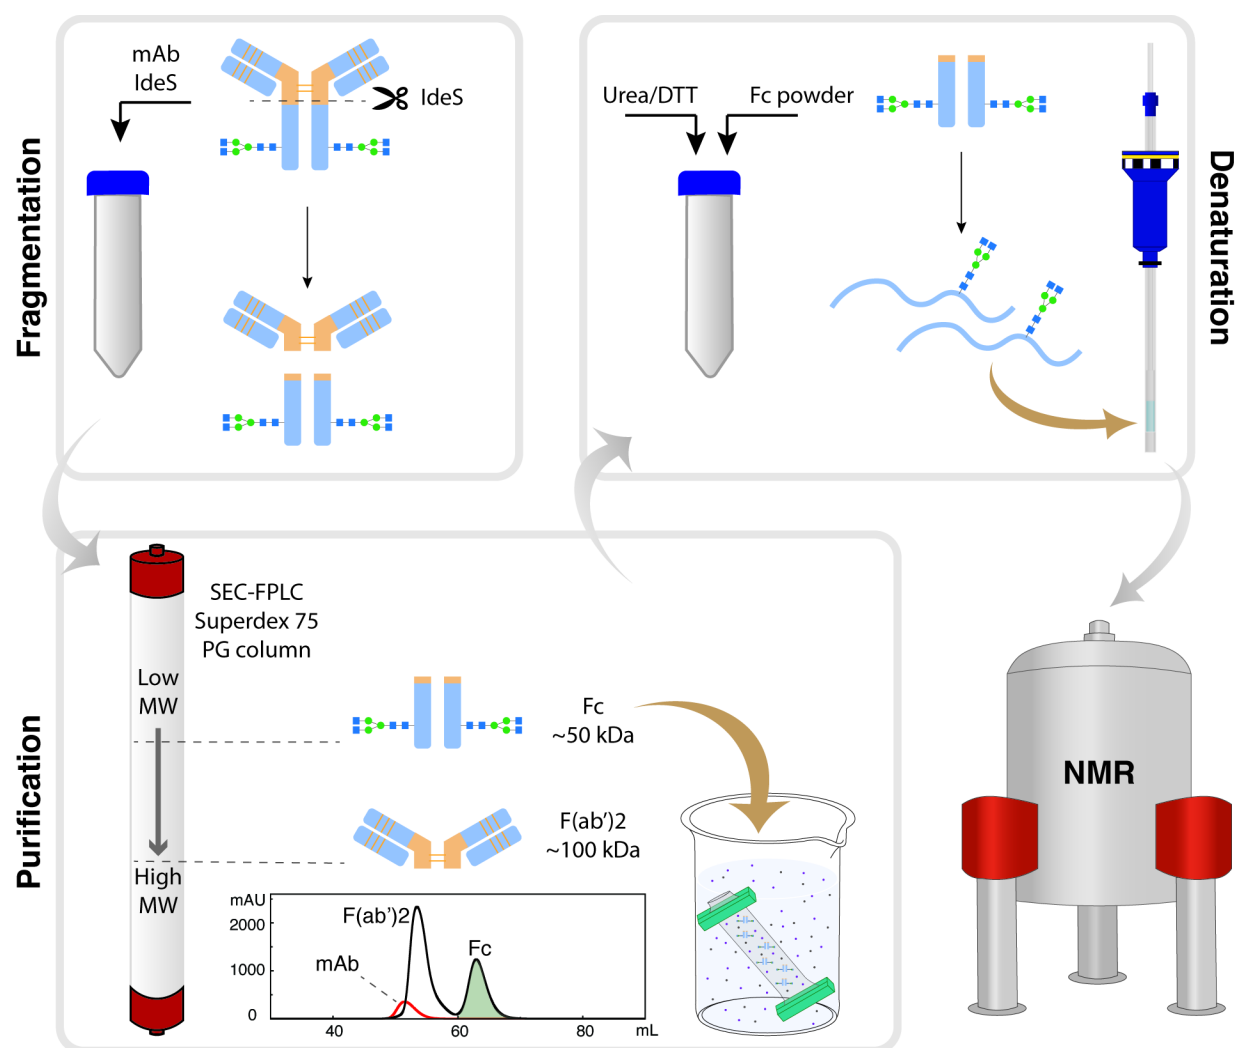 Fragmentation
mAb
IdeS
IdeS
Denaturation
Urea/DTT
Fc powder
Purification
SEC-FPLC
Superdex 75
PG column
Low
MW
High
MW
Fc
~50 kDa
F(ab’)2
~100 kDa
mAU
2000
1000
0
F(ab’)2
mAb
Fc
40
60
80
mL
NMR